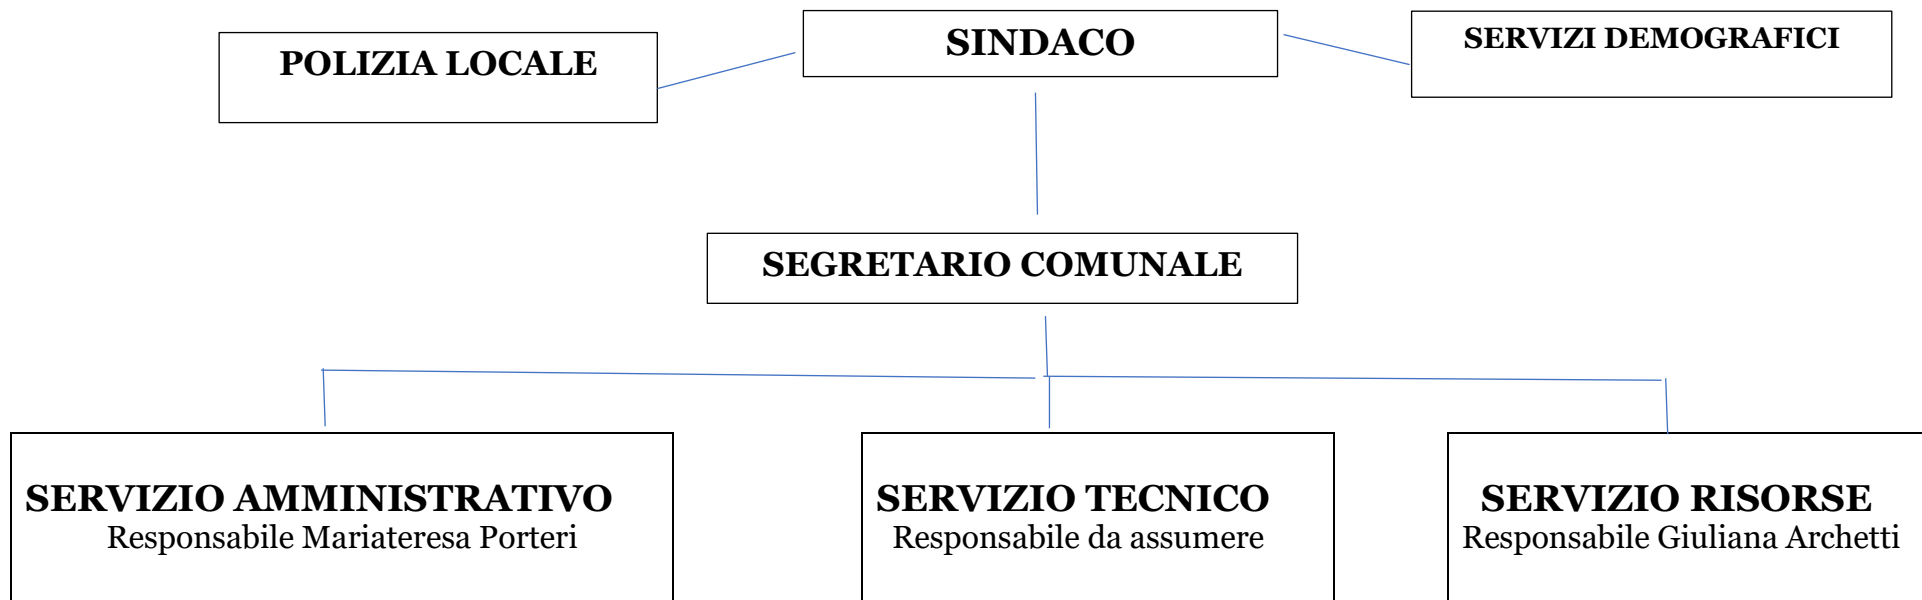 POLIZIA LOCALE
SINDACO
SERVIZI DEMOGRAFICI
SEGRETARIO COMUNALE
SERVIZIO AMMINISTRATIVO
Responsabile Mariateresa Porteri
SERVIZIO TECNICO
Responsabile da assumere
SERVIZIO RISORSE
Responsabile Giuliana Archetti